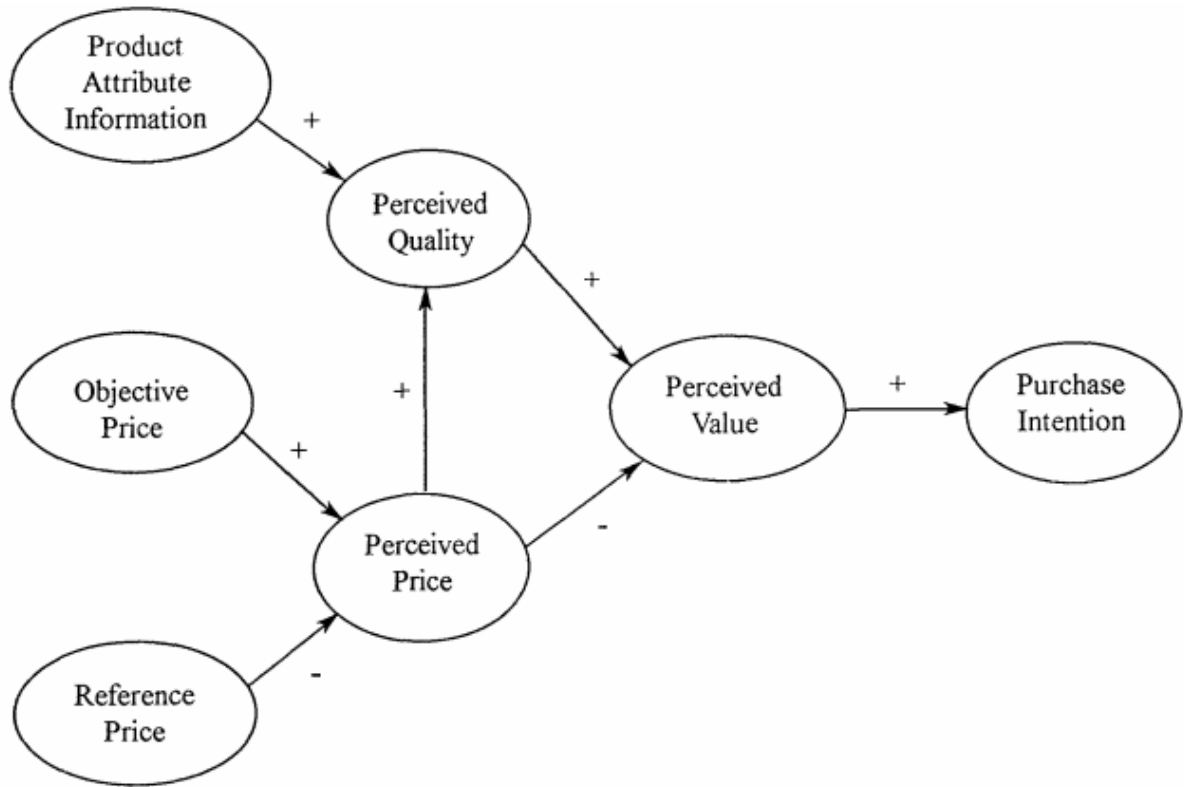 Product
Attribute
Information
+
Perceived
Quality
+
Objective
Price
+
+
Perceived
Value
+
Purchase
Intention
Perceived
Price
-
Reference
Price
-